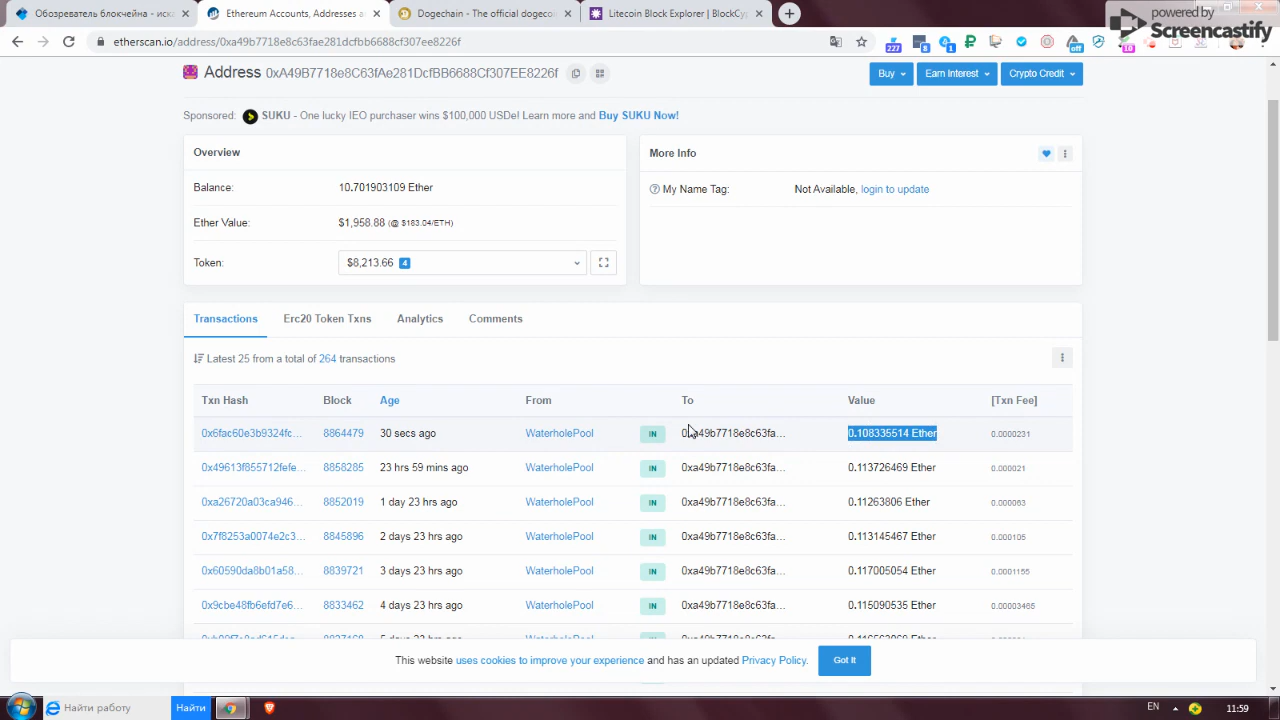 Обозреватель блокчейна - иска
Ethereum Accounts, Addresses a
Dogechain - The official dogec
Litecoin Block Explorer | BlockCy
powered by
Screencastify
etherscan.io/address/0xa49b7718e8c63fae281dcfbb6688cf307ee8226f
227
8
1
off
10
Address 0xA49B7718e8C63fAe281DcfBB6688Cf307EE8226f
Buy
Earn Interest
Crypto Credit
Sponsored: SUKU - One lucky IEO purchaser wins $100,000 USDe! Learn more and Buy SUKU Now!
Overview
More Info
Balance: 10.701903109 Ether
My Name Tag: Not Available, login to update
Ether Value: $1,958.88 (@ $183.04/ETH)
Token: $8,213.66 4
Transactions
Erc20 Token Txns
Analytics
Comments
Latest 25 from a total of 264 transactions
Txn Hash Block Age From To Value [Txn Fee]
0x6fac60e3b9324fc... 8864479 30 secs ago WaterholePool IN 0xa49b7718e8c63fa... 0.108335514 Ether 0.0000231
0x49613f855712fefe... 8858285 23 hrs 59 mins ago WaterholePool IN 0xa49b7718e8c63fa... 0.113726469 Ether 0.000021
0xa26720a03ca946... 8852019 1 day 23 hrs ago WaterholePool IN 0xa49b7718e8c63fa... 0.11263806 Ether 0.000063
0x7f8253a0074e2c3... 8845896 2 days 23 hrs ago WaterholePool IN 0xa49b7718e8c63fa... 0.113145467 Ether 0.000105
0x60590da8b01a58... 8839721 3 days 23 hrs ago WaterholePool IN 0xa49b7718e8c63fa... 0.117005054 Ether 0.0001155
0x9cbe48fb6efd7e6... 8833462 4 days 23 hrs ago WaterholePool IN 0xa49b7718e8c63fa... 0.115090535 Ether 0.00003465
This website uses cookies to improve your experience and has an updated Privacy Policy.
Got It
Найти работу
Найти
EN
11:59